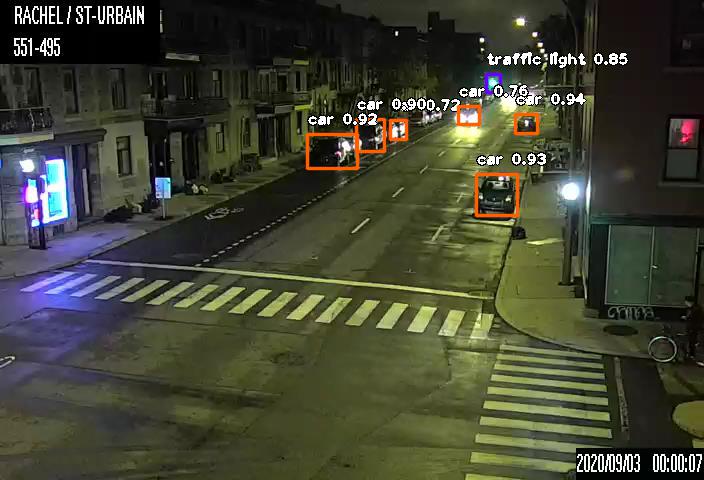 RACHEL / ST-URBAIN
551-495
traffic light 0.85
car 0.76
car 0.94
car 0.90
0.72
car 0.92
car 0.93
2020/09/03 00:00:07